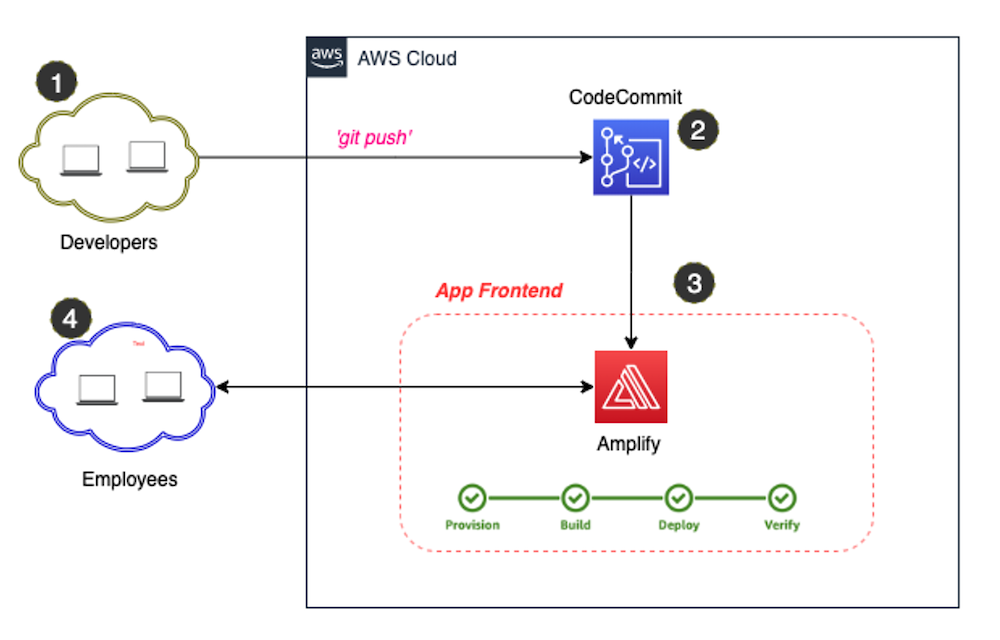 aws
AWS Cloud
1
CodeCommit
2
'git push'
Developers
3
App Frontend
4
Amplify
Employees
Provision
Build
Deploy
Verify